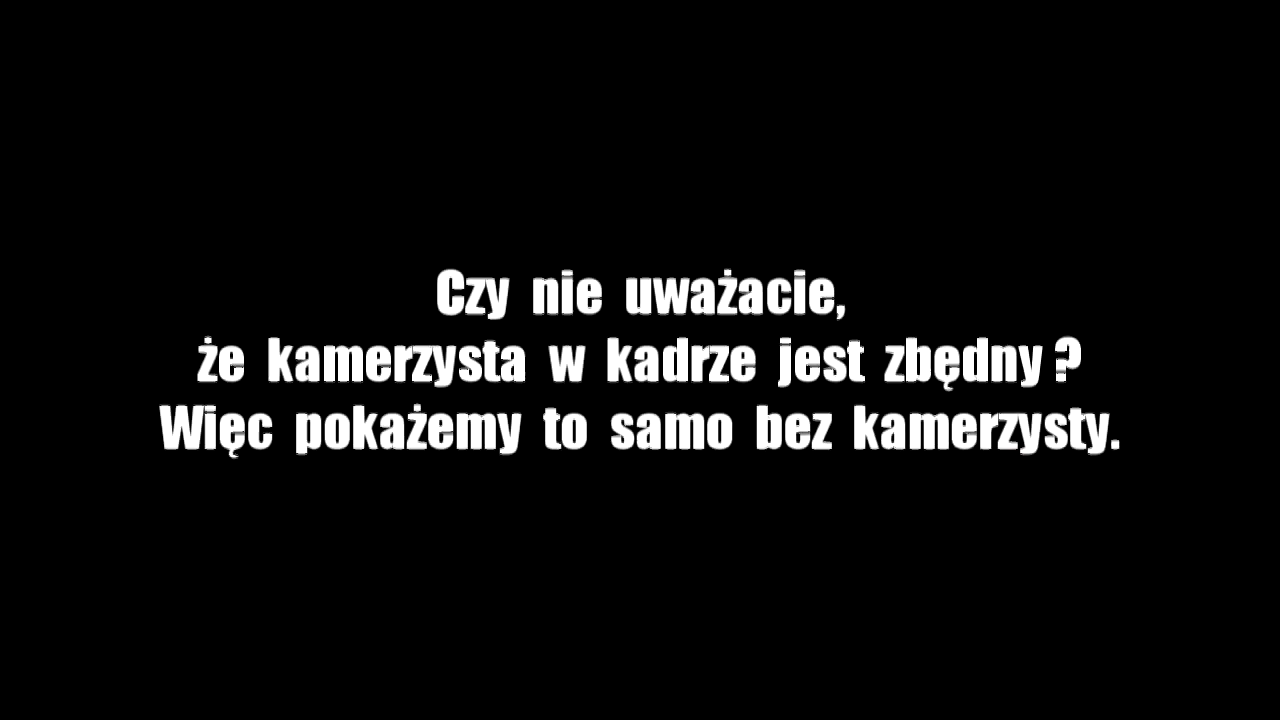 Czy nie uważacie,
że kamerzysta w kadrze jest zbędny ?
Więc pokażemy to samo bez kamerzysty.